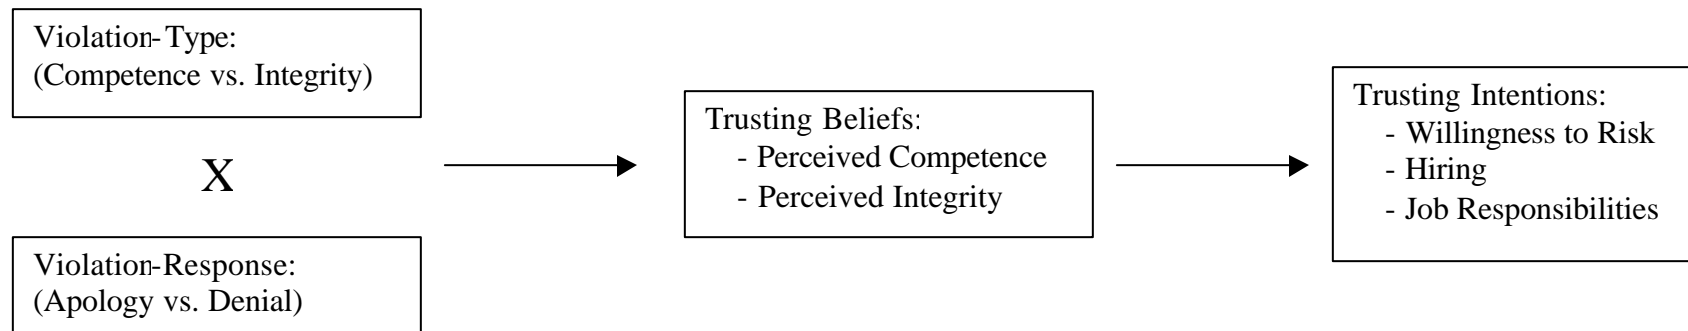 Violation-Type:
(Competence vs. Integrity)
X
Violation-Response:
(Apology vs. Denial)
Trusting Beliefs:
- Perceived Competence
- Perceived Integrity
Trusting Intentions:
- Willingness to Risk
- Hiring
- Job Responsibilities